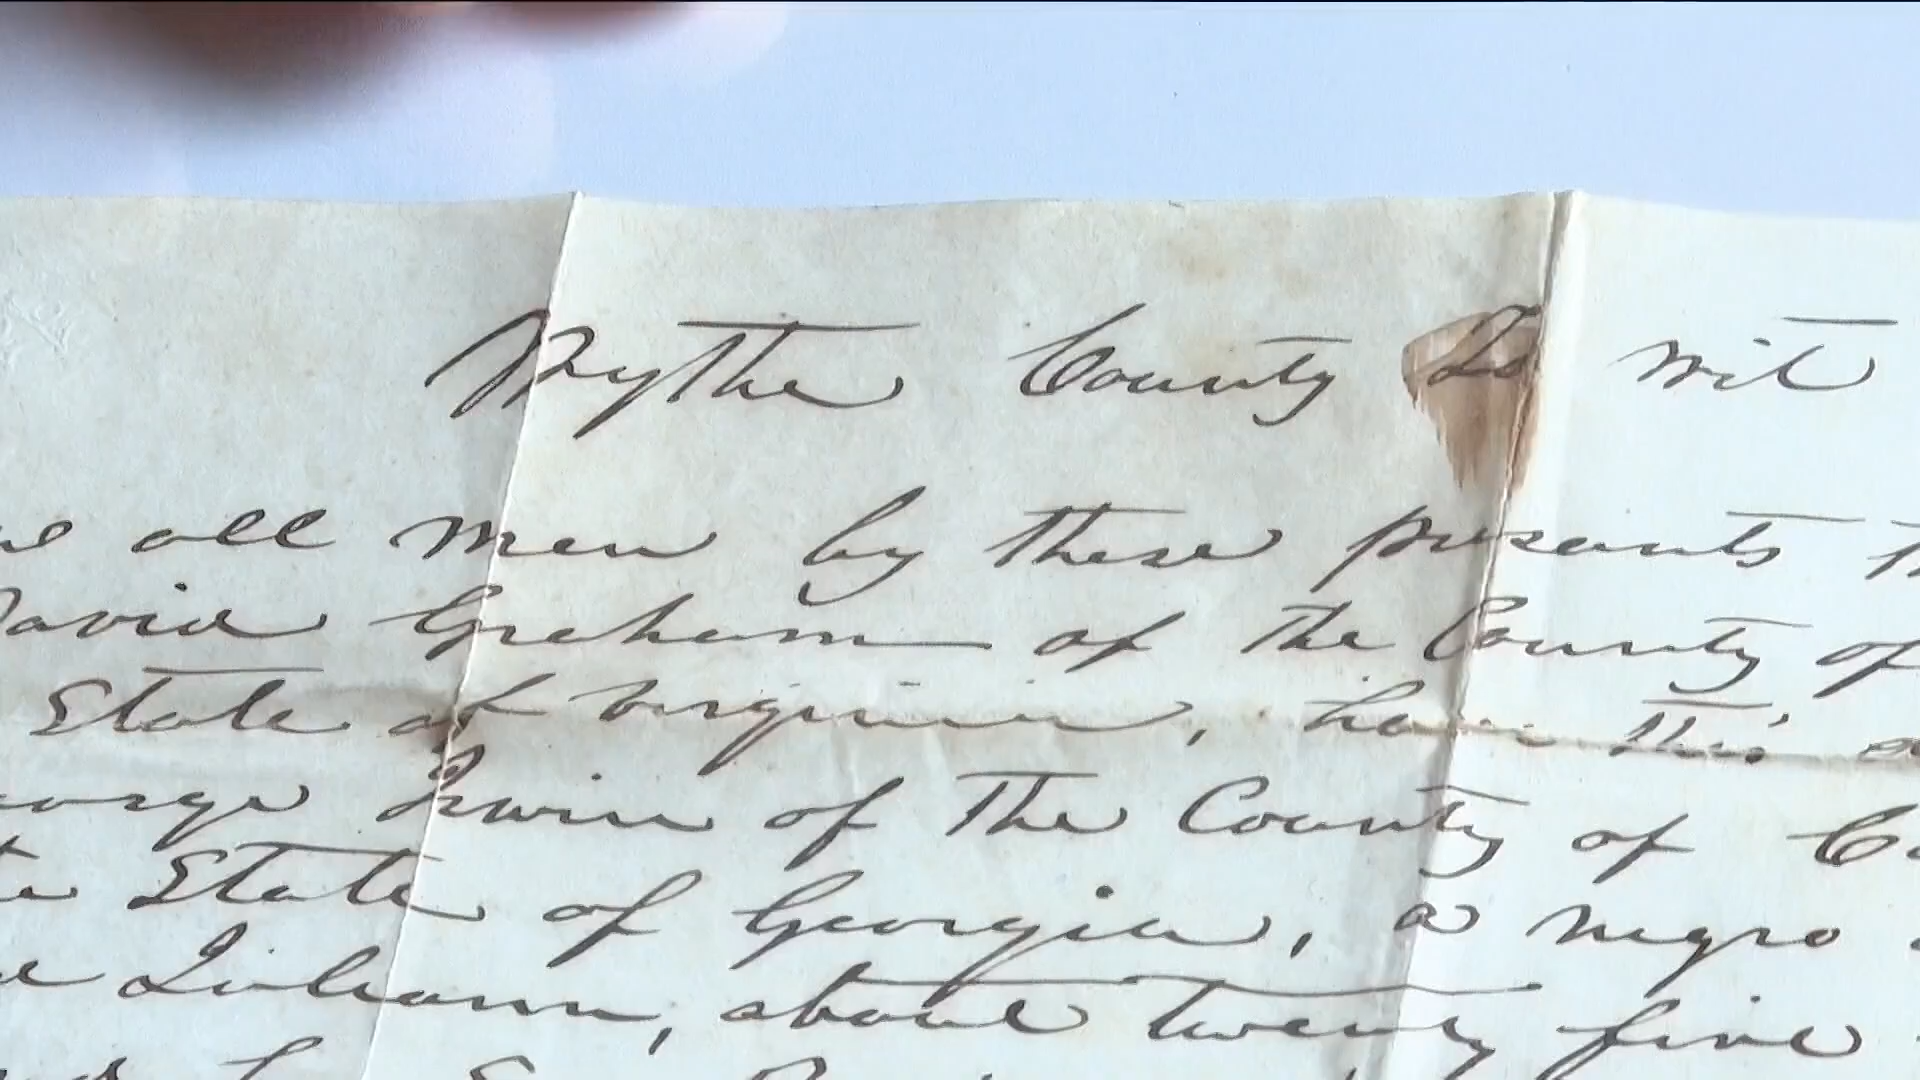 Wythe County To wit
all men by these presents
David Graham of the County of
State of Virginia, have this
George Irwin of the County of
State of Georgia, a negro
about twenty five